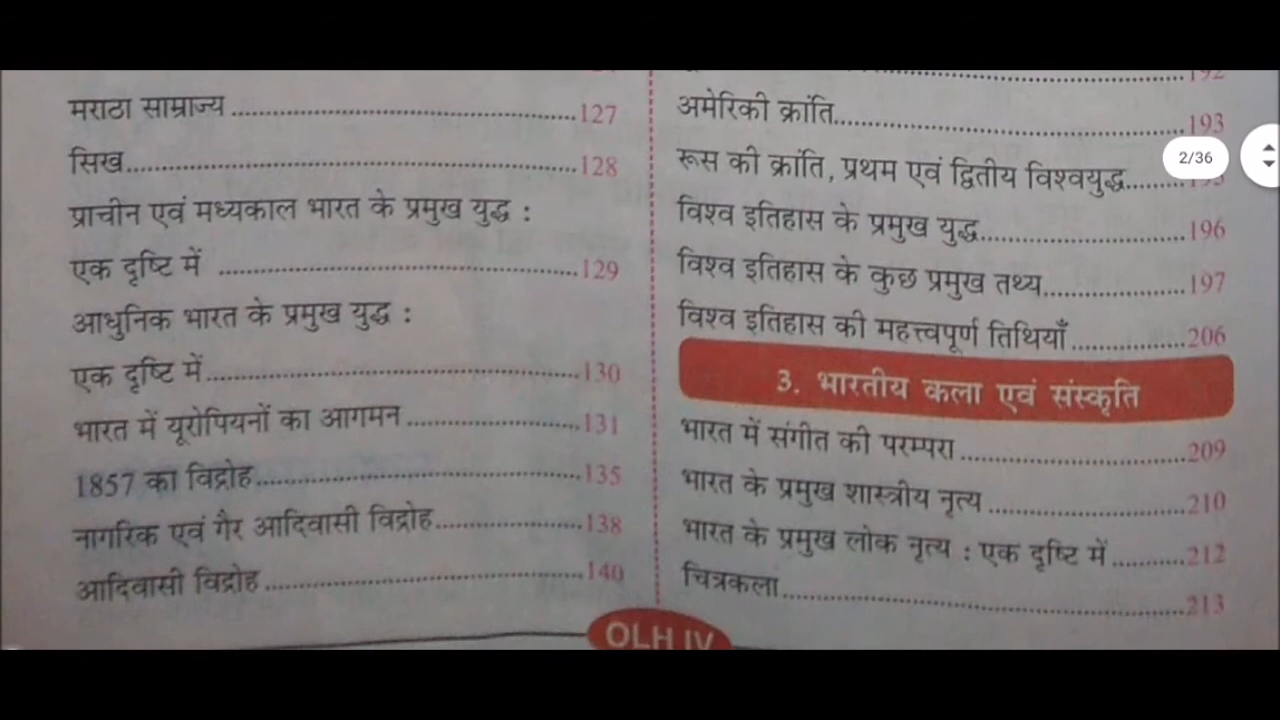 मराठा साम्राज्य ........ 127
सिख ........ 128
प्राचीन एवं मध्यकाल भारत के प्रमुख युद्ध :
एक दृष्टि में ........ 129
आधुनिक भारत के प्रमुख युद्ध :
एक दृष्टि में ........ 130
भारत में यूरोपियनों का आगमन ........ 131
1857 का विद्रोह ........ 135
नागरिक एवं गैर आदिवासी विद्रोह ........ 138
आदिवासी विद्रोह ........ 140
192
अमेरिकी क्रांति ........ 193
रूस की क्रांति, प्रथम एवं द्वितीय विश्वयुद्ध ........
विश्व इतिहास के प्रमुख युद्ध ........ 196
विश्व इतिहास के कुछ प्रमुख तथ्य ........ 197
विश्व इतिहास की महत्त्वपूर्ण तिथियाँ ........ 206
3. भारतीय कला एवं संस्कृति
भारत में संगीत की परम्परा ........ 209
भारत के प्रमुख शास्त्रीय नृत्य ........ 210
भारत के प्रमुख लोक नृत्य : एक दृष्टि में ........ 212
चित्रकला ........ 213
2/36
OLH IV